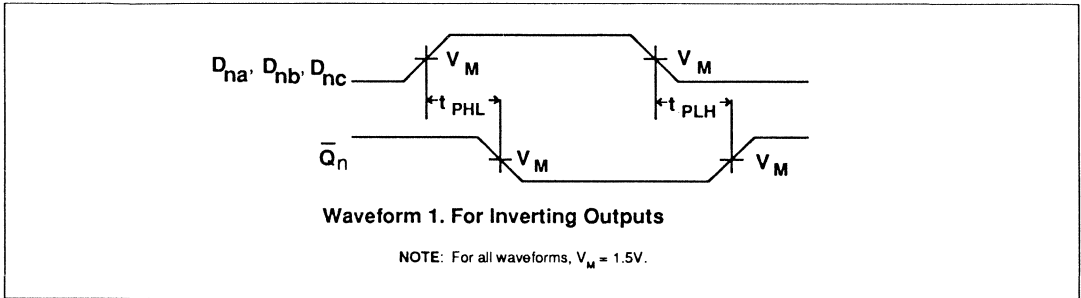 Dna, Dnb, Dnc
VM
VM
tPHL
tPLH
Q̅n
VM
VM
Waveform 1. For Inverting Outputs
NOTE: For all waveforms, VM = 1.5V.